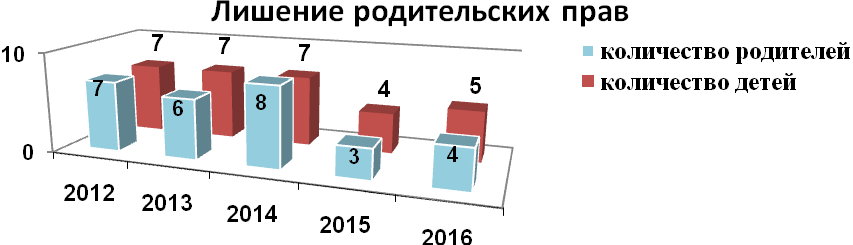 Лишение родительских прав
10
0
7 7 7 4 5
7 6 8 3 4
2012 2013 2014 2015 2016
количество родителей
количество детей